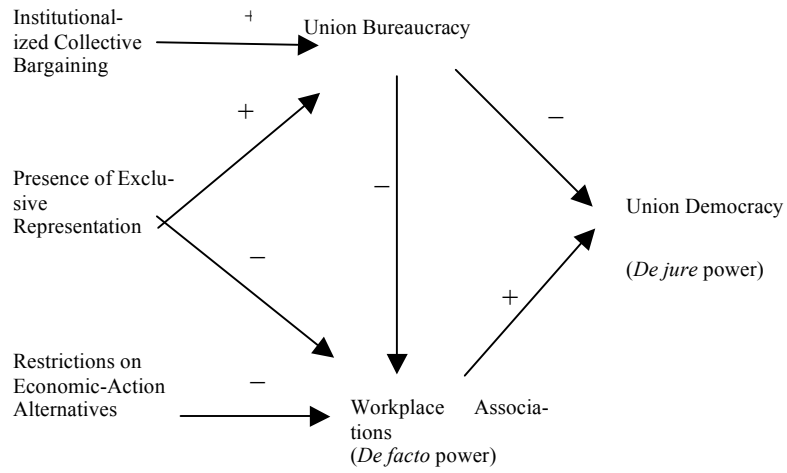 Institutional-
ized Collective
Bargaining
+
Union Bureaucracy
+
–
Presence of Exclu-
sive
Representation
–
–
Union Democracy
(De jure power)
+
Restrictions on
Economic-Action
Alternatives
–
Workplace Associa-
tions
(De facto power)